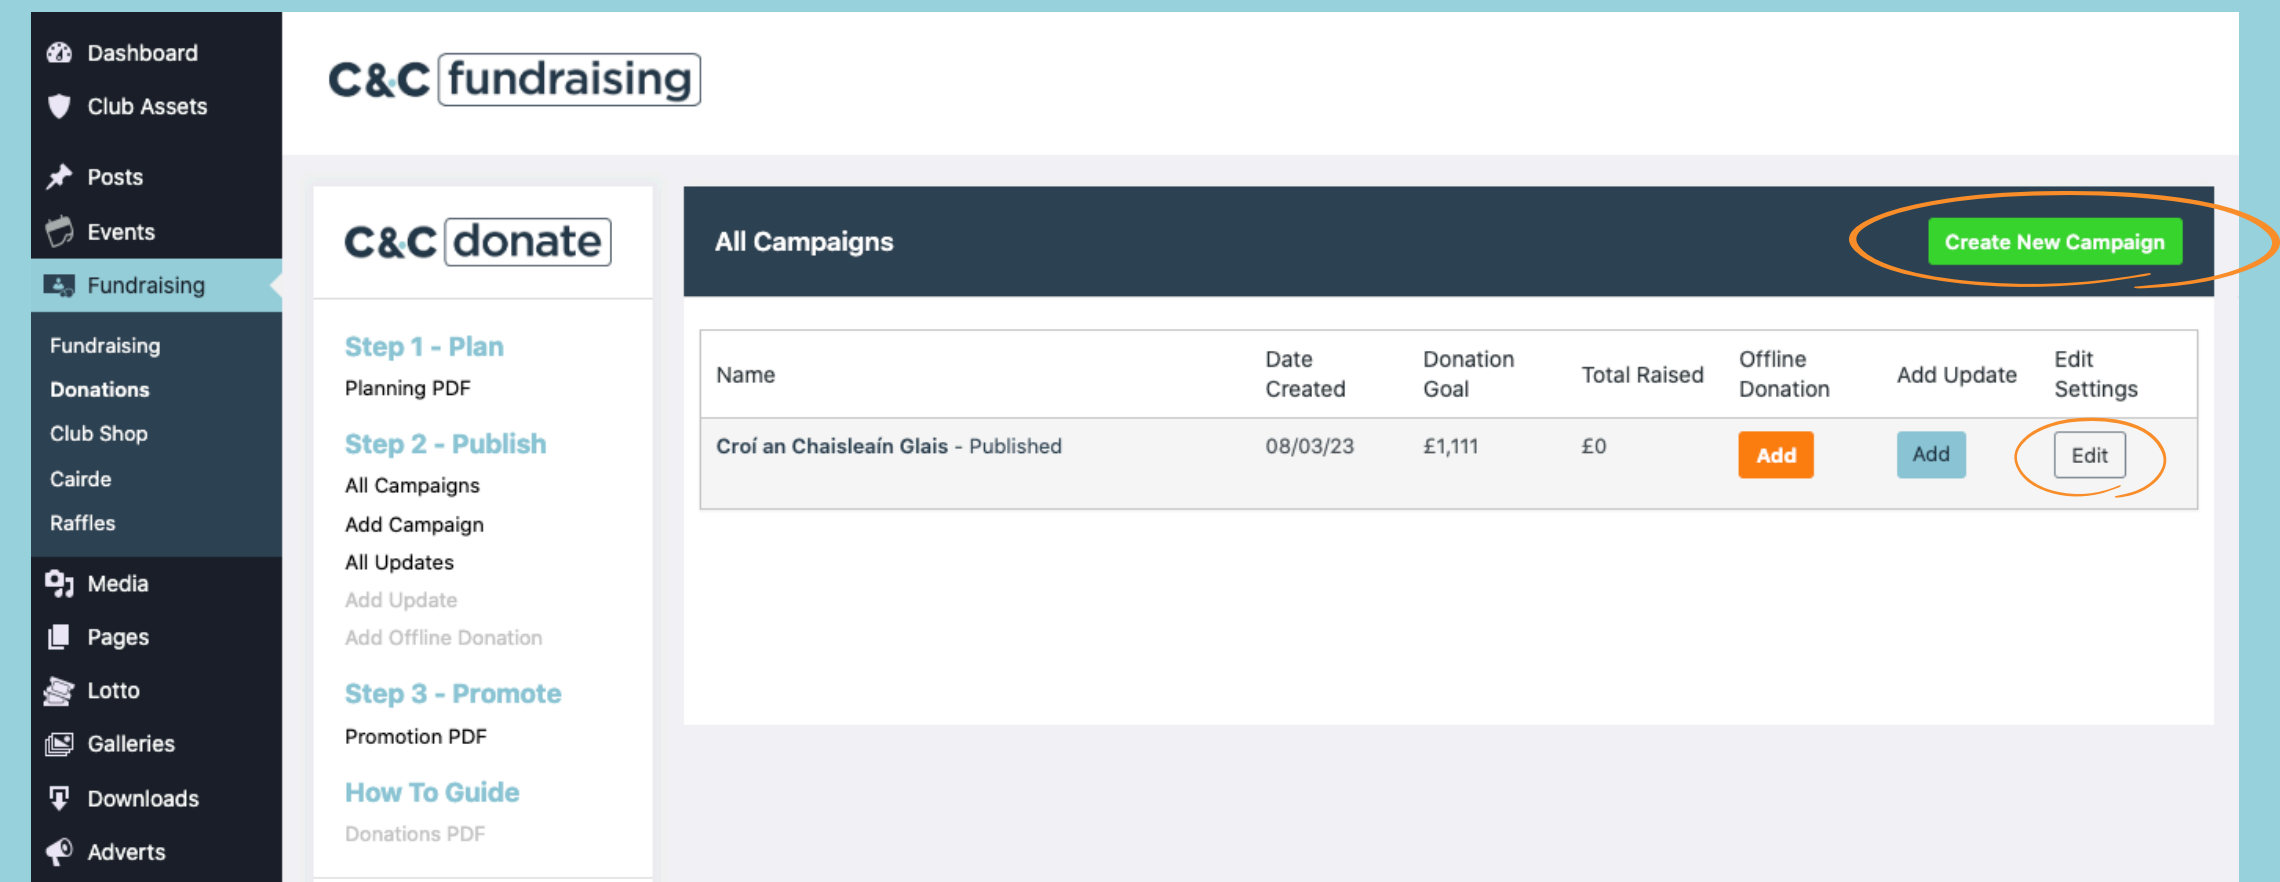 Dashboard
Club Assets
Posts
Events
Fundraising
Fundraising
Donations
Club Shop
Cairde
Raffles
Media
Pages
Lotto
Galleries
Downloads
Adverts
C&C fundraising
C&C donate
Step 1 - Plan
Planning PDF
Step 2 - Publish
All Campaigns
Add Campaign
All Updates
Add Update
Add Offline Donation
Step 3 - Promote
Promotion PDF
How To Guide
Donations PDF
All Campaigns
Create New Campaign
Name
Date
Created
Donation
Goal
Total Raised
Offline
Donation
Add Update
Edit
Settings
Croí an Chaisleaín Glais - Published
08/03/23
£1,111
£0
Add
Add
Edit